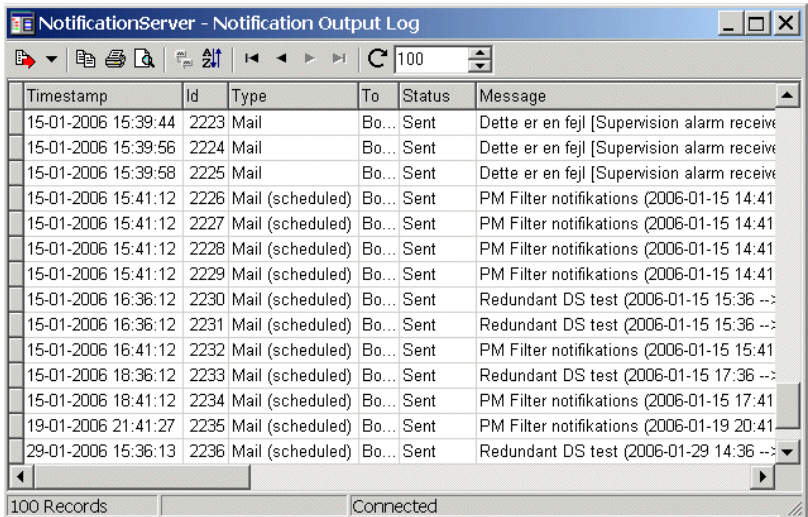 NotificationServer - Notification Output Log
100
Timestamp Id Type To Status Message
15-01-2006 15:39:44 2223 Mail Bo... Sent Dette er en fejl [Supervision alarm receive
15-01-2006 15:39:56 2224 Mail Bo... Sent Dette er en fejl [Supervision alarm receive
15-01-2006 15:39:58 2225 Mail Bo... Sent Dette er en fejl [Supervision alarm receive
15-01-2006 15:41:12 2226 Mail (scheduled) Bo... Sent PM Filter notifikations (2006-01-15 14:41
15-01-2006 15:41:12 2227 Mail (scheduled) Bo... Sent PM Filter notifikations (2006-01-15 14:41
15-01-2006 15:41:12 2228 Mail (scheduled) Bo... Sent PM Filter notifikations (2006-01-15 14:41
15-01-2006 15:41:12 2229 Mail (scheduled) Bo... Sent PM Filter notifikations (2006-01-15 14:41
15-01-2006 16:36:12 2230 Mail (scheduled) Bo... Sent Redundant DS test (2006-01-15 15:36 -->
15-01-2006 16:36:12 2231 Mail (scheduled) Bo... Sent Redundant DS test (2006-01-15 15:36 -->
15-01-2006 16:41:12 2232 Mail (scheduled) Bo... Sent PM Filter notifikations (2006-01-15 15:41
15-01-2006 18:36:12 2233 Mail (scheduled) Bo... Sent Redundant DS test (2006-01-15 17:36 -->
15-01-2006 18:41:12 2234 Mail (scheduled) Bo... Sent PM Filter notifikations (2006-01-15 17:41
19-01-2006 21:41:27 2235 Mail (scheduled) Bo... Sent PM Filter notifikations (2006-01-19 20:41
29-01-2006 15:36:13 2236 Mail (scheduled) Bo... Sent Redundant DS test (2006-01-29 14:36 -->
100 Records Connected